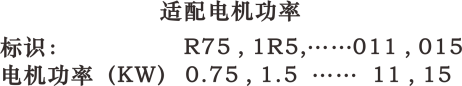 适配电机功率
标识： R75 , 1R5,……011 , 015
电机功率（KW） 0.75 , 1.5 …… 11 , 15